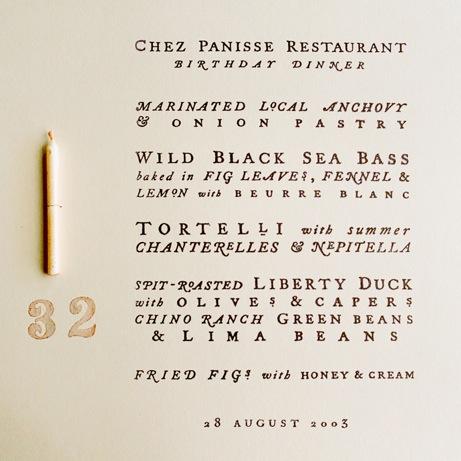 Chez Panisse Restaurant
BIRTHDAY DINNER
MARINATED LOCAL ANCHOVY
& ONION PASTRY
Wild Black Sea Bass
baked in FIG LEAVES, FENNEL &
LEMON with BEURRE BLANC
Tortelli with summer
CHANTERELLES & NEPITELLA
SPIT-ROASTED Liberty Duck
with OLIVES & CAPERS
CHINO RANCH Green beans
& Lima beans
FRIED FIGS with HONEY & CREAM
32
28 AUGUST 2003